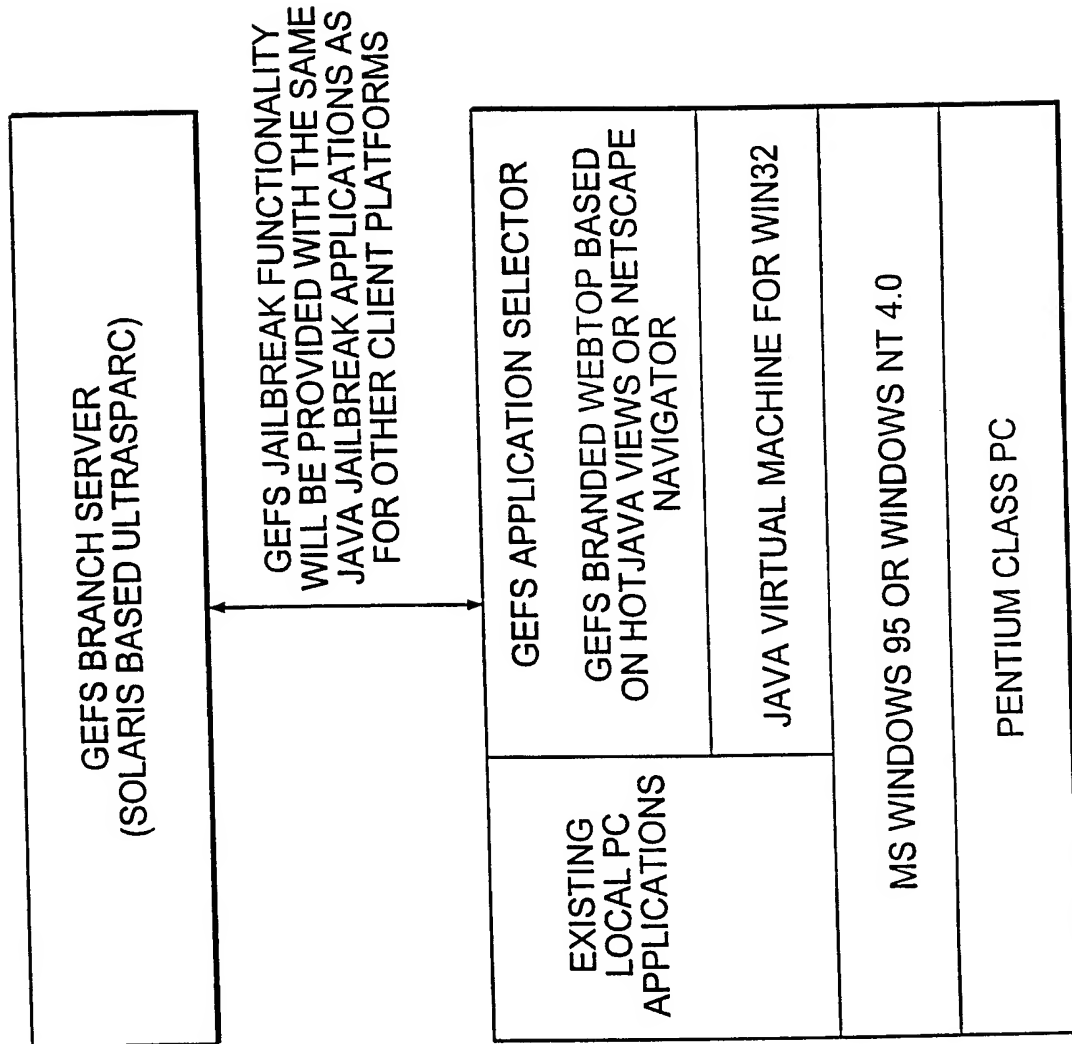 GEFS BRANCH SERVER
(SOLARIS BASED ULTRASPARC)
GEFS JAILBREAK FUNCTIONALITY
WILL BE PROVIDED WITH THE SAME
JAVA JAILBREAK APPLICATIONS AS
FOR OTHER CLIENT PLATFORMS
EXISTING
LOCAL PC
APPLICATIONS
GEFS APPLICATION SELECTOR
GEFS BRANDED WEBTOP BASED
ON HOTJAVA VIEWS OR NETSCAPE
NAVIGATOR
JAVA VIRTUAL MACHINE FOR WIN32
MS WINDOWS 95 OR WINDOWS NT 4.0
PENTIUM CLASS PC